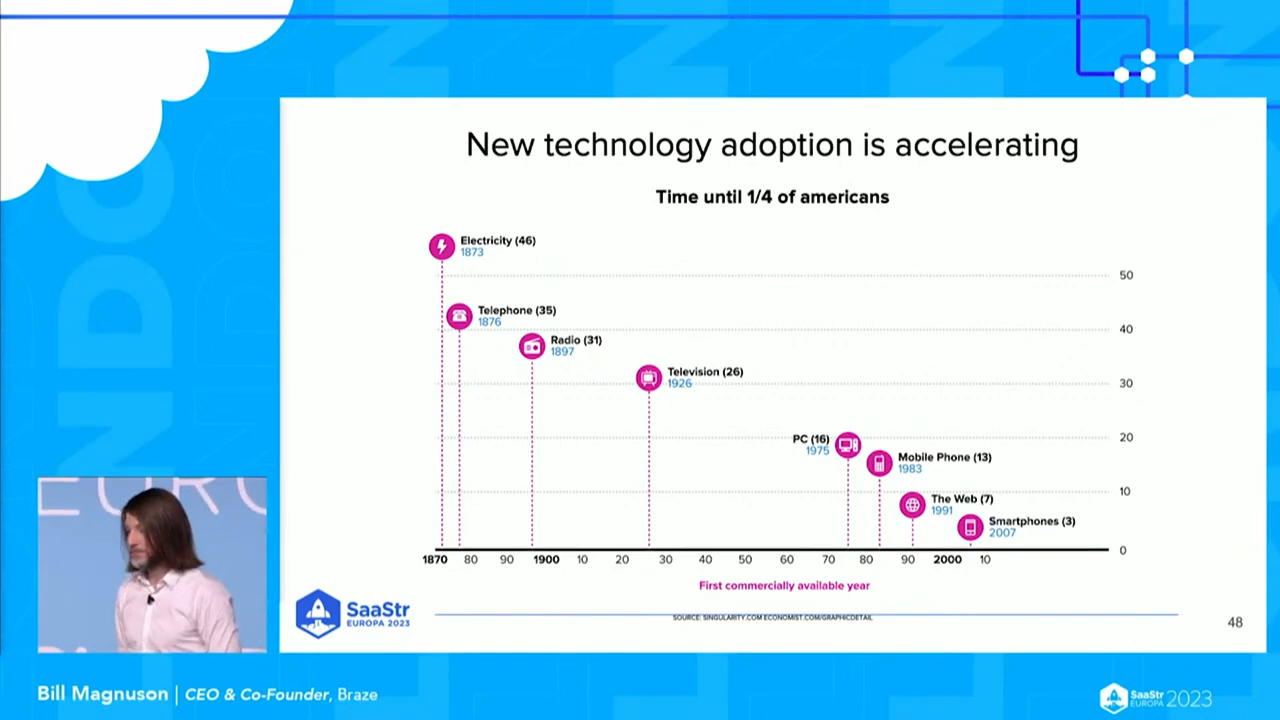 New technology adoption is accelerating
Time until 1/4 of americans
Electricity (46)
1873
Telephone (35)
1876
Radio (31)
1897
Television (26)
1926
PC (16)
1975
Mobile Phone (13)
1983
The Web (7)
1991
Smartphones (3)
2007
50
40
30
20
10
0
1870 80 90 1900 10 20 30 40 50 60 70 80 90 2000 10
First commercially available year
SOURCE: SINGULARITY.COM ECONOMIST.COM/GRAPHICDETAIL
SaaStr
EUROPA 2023
48
EURO
Bill Magnuson | CEO & Co-Founder, Braze
SaaStr
EUROPA 2023